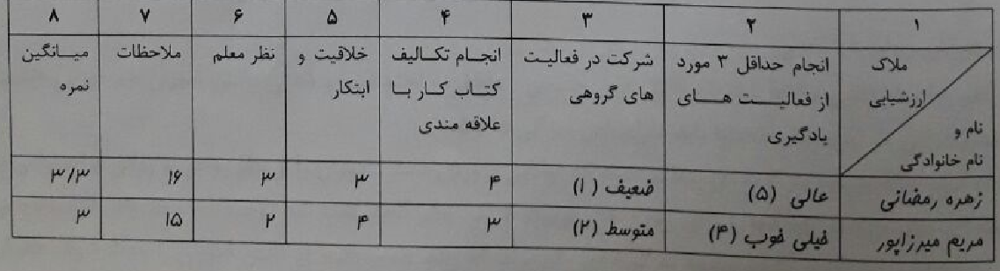 ۱ ۲ ۳ ۴ ۵ ۶ ۷ ۸
ملاک ارزشیابی
نام و نام خانوادگی
انجام حداقل ۳ مورد از فعالیت های یادگیری
شرکت در فعالیت های گروهی
انجام تکالیف کتاب کار با علاقه مندی
خلاقیت و ابتکار
نظر معلم
ملاحظات
میانگین نمره
زهره رمضانی عالی (۵) ضعیف (۱) ۴ ۳ ۳ ۱۶ ۳/۳
مریم میرزاپور خیلی خوب (۴) متوسط (۲) ۳ ۴ ۲ ۱۵ ۳